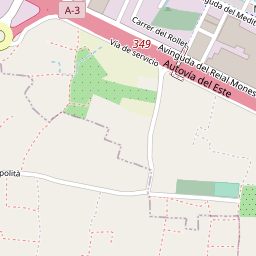 A-3
Carrer del Rollet
Avinguda del Medit
349
Vía de servicio
Avinguda del Reial Mones
Autovía del Este
polità